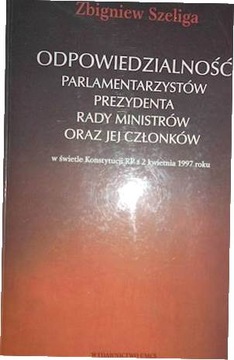 Zbigniew Szeliga
ODPOWIEDZIALNOŚĆ
PARLAMENTARZYSTÓW
PREZYDENTA
RADY MINISTRÓW
ORAZ JEJ CZŁONKÓW
w świetle Konstytucji RP z 2 kwietnia 1997 roku